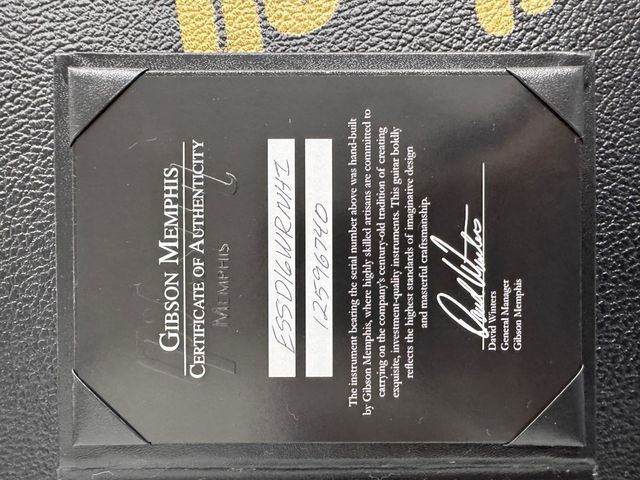 GIBSON MEMPHIS
CERTIFICATE OF AUTHENTICITY
MEMPHIS
ESSD16WRNH1
12596740
The instrument bearing the serial number above was hand-built
by Gibson Memphis, where highly skilled artisans are committed to
carrying on the company's century-old tradition of creating
exquisite, investment-quality instruments. This guitar boldly
reflects the highest standards of imaginative design
and masterful craftsmanship.
David Winters
David Winters
General Manager
Gibson Memphis